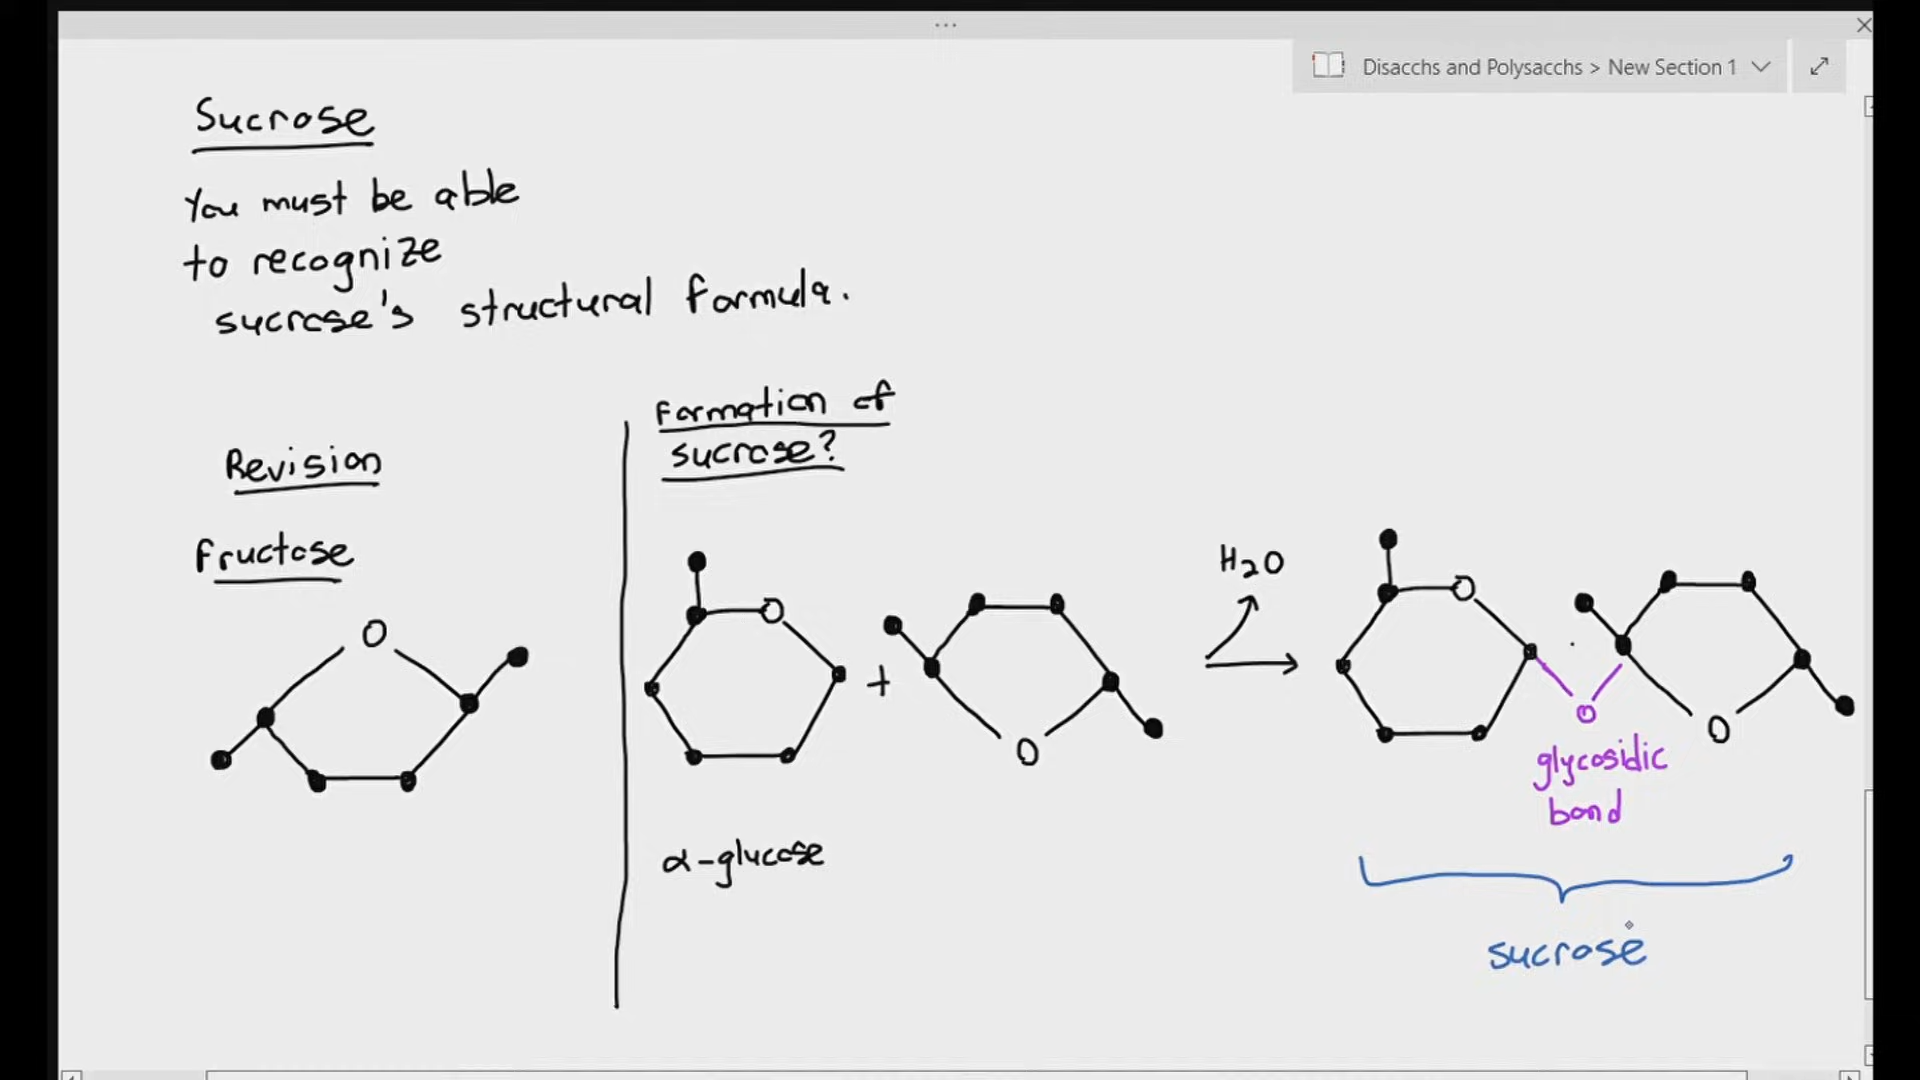 ...
Disacchs and Polysacchs > New Section 1
Sucrose
You must be able
to recognize
sucrose's structural formula.
Revision
Fructose
O
Formation of
sucrose?
O
+
O
α-glucose
H2O
O
O
O
glycosidic
bond
sucrose